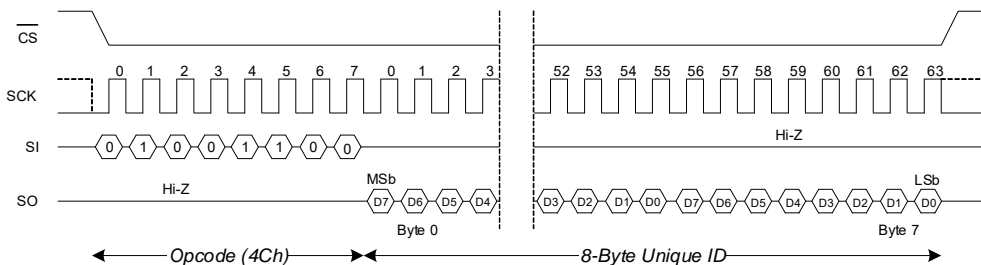 CS
0 1 2 3 4 5 6 7 0 1 2 3 52 53 54 55 56 57 58 59 60 61 62 63
SCK
Hi-Z
SI 0 1 0 0 1 1 0 0
Hi-Z MSb LSb
SO D7 D6 D5 D4 D3 D2 D1 D0 D7 D6 D5 D4 D3 D2 D1 D0
Byte 0 Byte 7
Opcode (4Ch) 8-Byte Unique ID